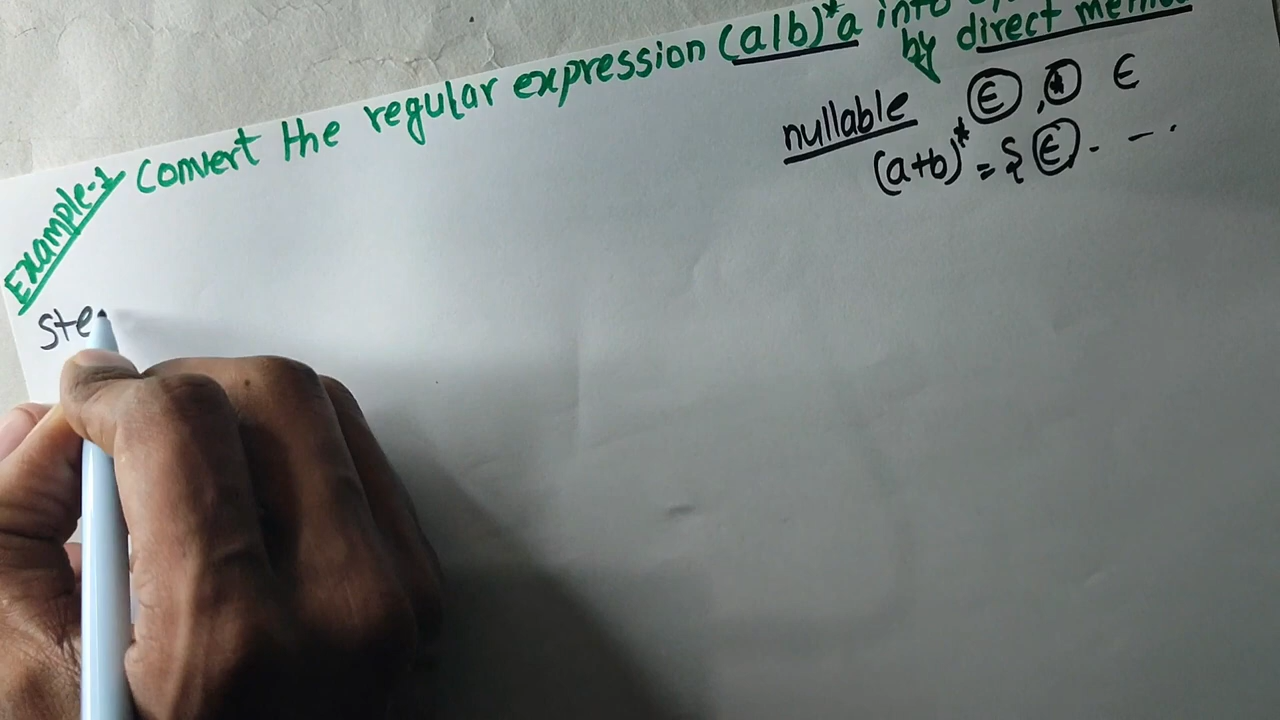 Example-1 Convert the regular expression (a/b)*a into
by direct method
nullable ϵ , * ϵ
(a+b)* = { ϵ - - - .
Ste